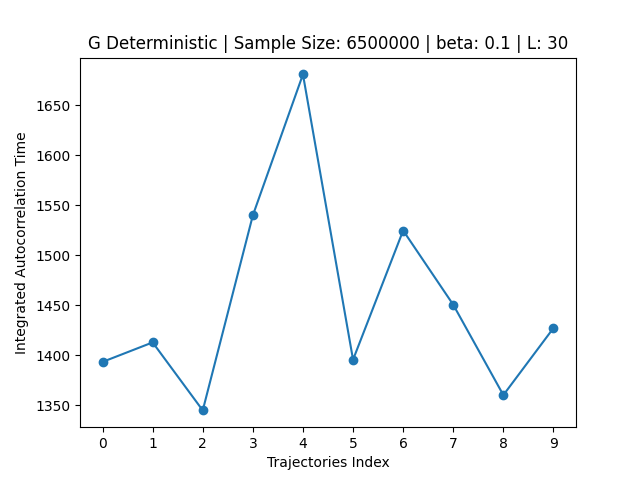 G Deterministic | Sample Size: 6500000 | beta: 0.1 | L: 30
Integrated Autocorrelation Time
1650
1600
1550
1500
1450
1400
1350
0 1 2 3 4 5 6 7 8 9
Trajectories Index